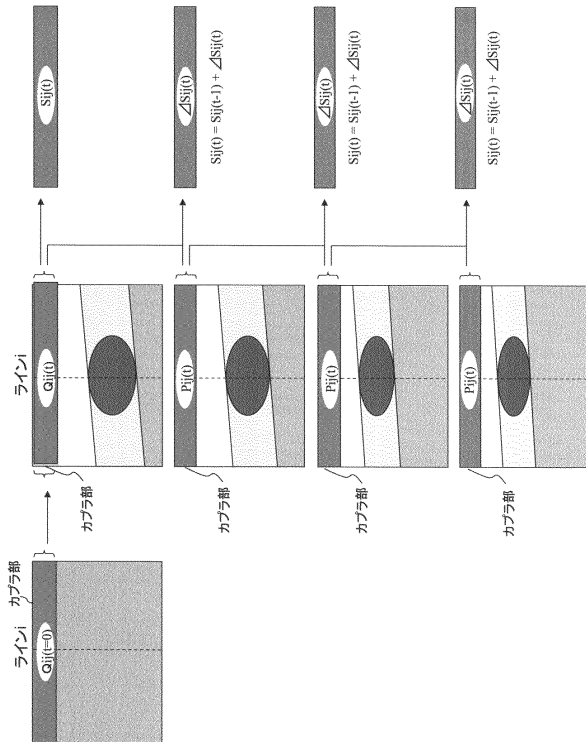 ラインi
カプラ部
Qij(t=0)
ラインi
Qij(t)
カプラ部
Pij(t)
カプラ部
Pij(t)
カプラ部
Pij(t)
カプラ部
Sij(t)
⊿Sij(t)
Sij(t) = Sij(t-1) + ⊿Sij(t)
⊿Sij(t)
Sij(t) = Sij(t-1) + ⊿Sij(t)
⊿Sij(t)
Sij(t) = Sij(t-1) + ⊿Sij(t)